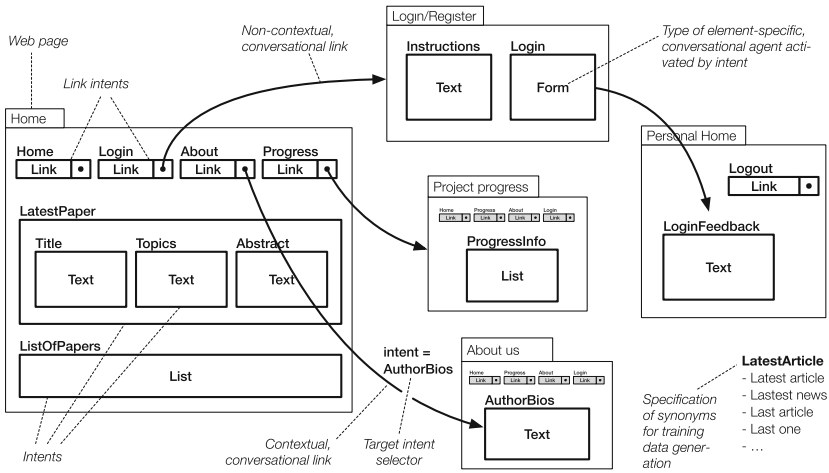 Web page
Link intents
Home
Home
Link
Login
Link
About
Link
Progress
Link
LatestPaper
Title
Text
Topics
Text
Abstract
Text
ListOfPapers
List
Intents
Non-contextual,
conversational link
Login/Register
Instructions
Text
Login
Form
Type of element-specific,
conversational agent acti-
vated by intent
Project progress
Home
Link
Progress
Link
About
Link
Login
Link
ProgressInfo
List
Personal Home
Logout
Link
LoginFeedback
Text
intent =
AuthorBios
Contextual,
conversational link
Target intent
selector
About us
Home
Link
Progress
Link
About
Link
Login
Link
AuthorBios
Text
Specification
of synonyms
for training
data gener-
ation
LatestArticle
- Latest article
- Lastest news
- Last article
- Last one
- ...